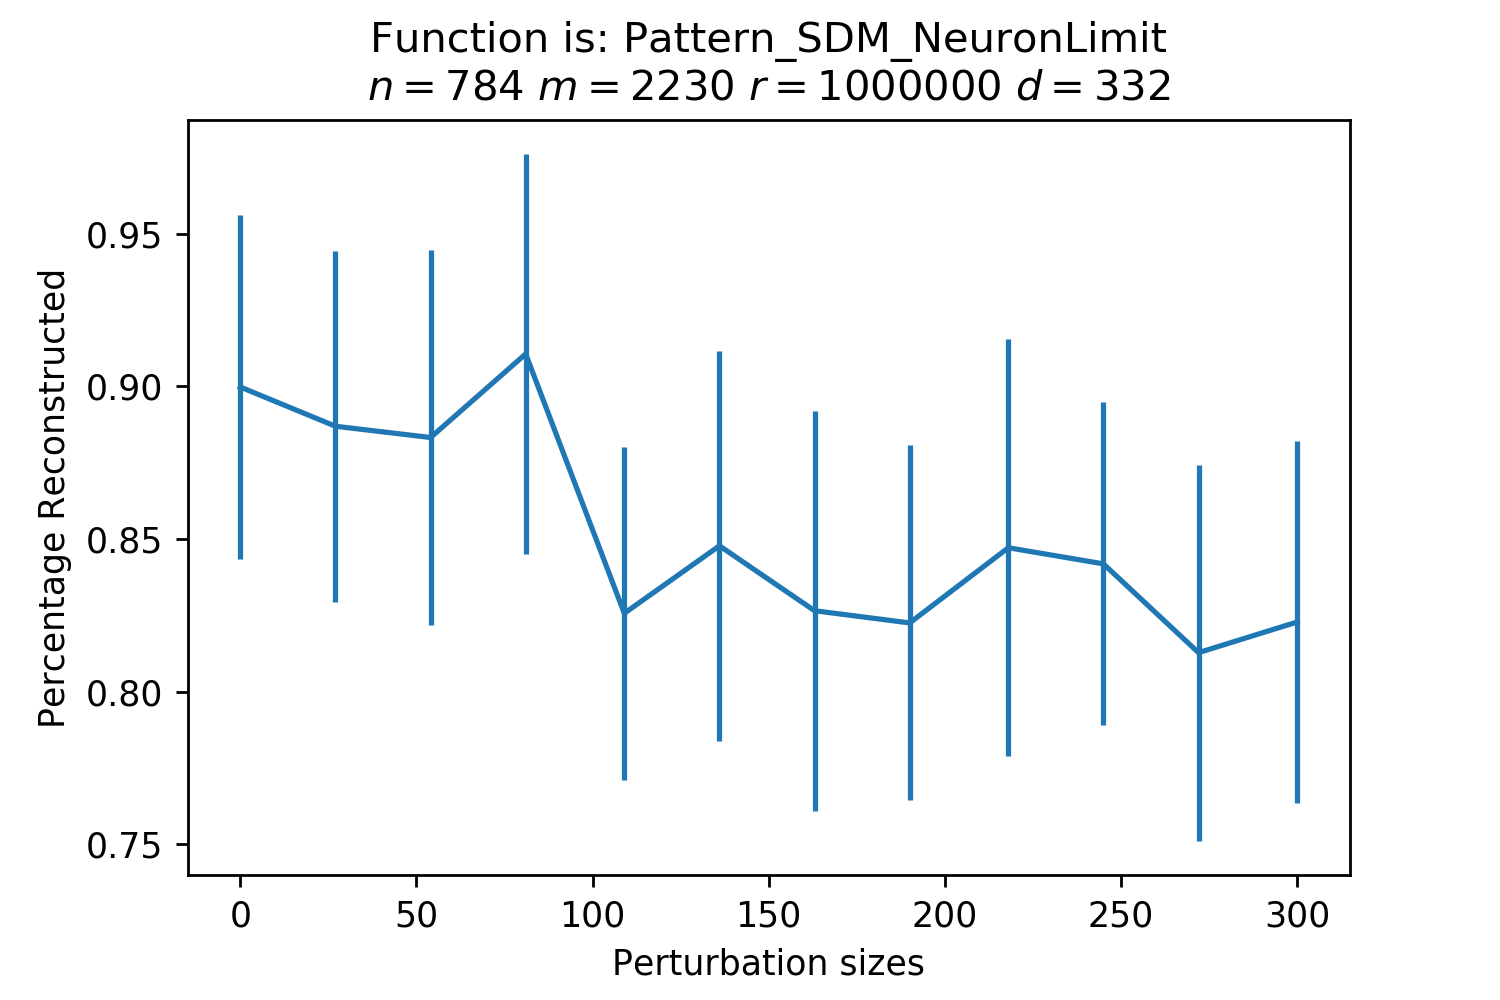 Function is: Pattern_SDM_NeuronLimit
n = 784 m = 2230 r = 1000000 d = 332
Percentage Reconstructed
0.95
0.90
0.85
0.80
0.75
0 50 100 150 200 250 300
Perturbation sizes